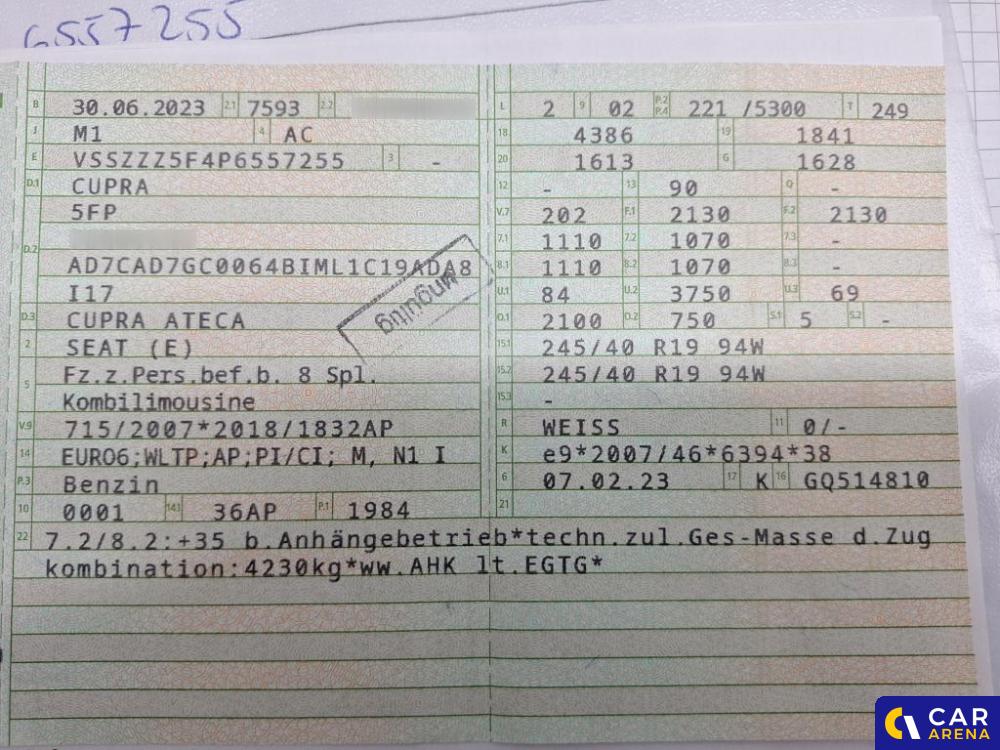 6557255
B 30.06.2023 2.1 7593 2.2
J M1 4 AC
E VSSZZZ5F4P6557255 3 -
D.1 CUPRA
5FP
D.2
AD7CAD7GC0064BIML1C19ADA8
I17
D.3 CUPRA ATECA
2 SEAT (E)
5 Fz.z.Pers.bef.b. 8 Spl.
Kombilimousine
V.9 715/2007*2018/1832AP
14 EURO6;WLTP;AP;PI/CI; M, N1 I
P.3 Benzin
10 0001 14.1 36AP P.1 1984
L 2 9 02 P.2 P.4 221 /5300 T 249
18 4386 19 1841
20 1613 G 1628
12 - 13 90 Q -
V.7 202 F.1 2130 F.2 2130
7.1 1110 7.2 1070 7.3 -
8.1 1110 8.2 1070 8.3 -
U.1 84 U.2 3750 U.3 69
O.1 2100 O.2 750 S.1 5 S.2 -
15.1 245/40 R19 94W
15.2 245/40 R19 94W
15.3 -
R WEISS 11 0/-
K e9*2007/46*6394*38
6 07.02.23 17 K 16 GQ514810
21
22 7.2/8.2:+35 b.Anhängebetrieb*techn.zul.Ges-Masse d.Zug
kombination:4230kg*ww.AHK lt.EGTG*
ungültig
CAR
ARENA